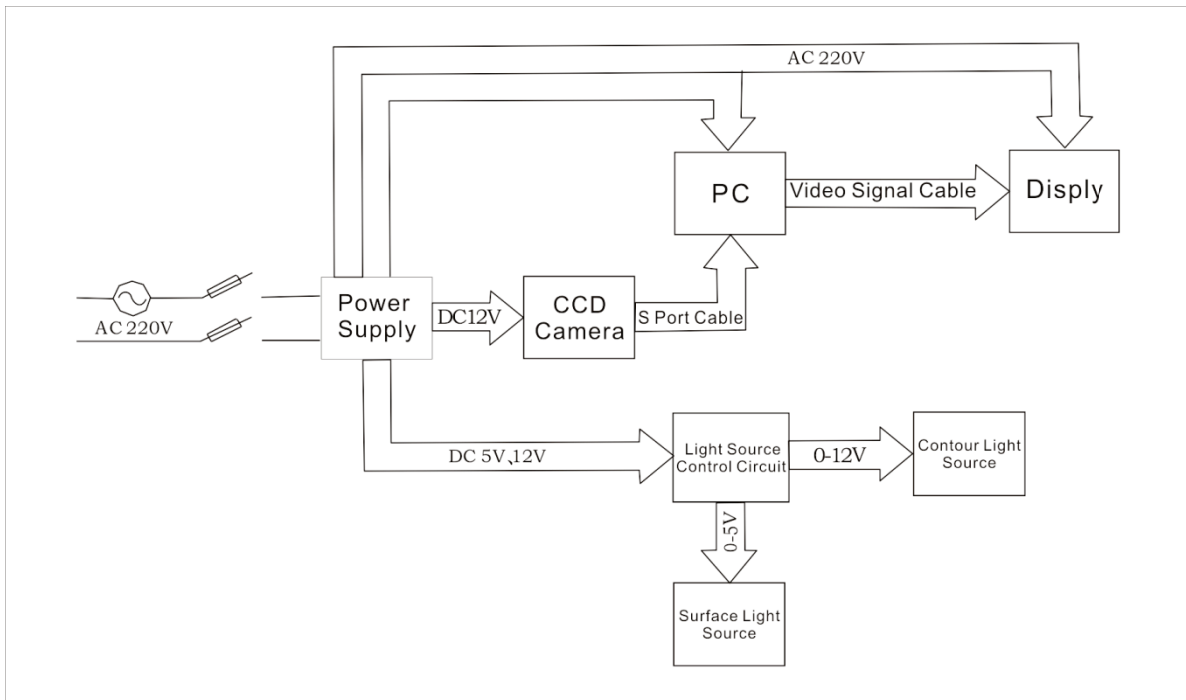 AC 220V
PC
Video Signal Cable
Disply
AC 220V
Power
Supply
DC12V
CCD
Camera
S Port Cable
DC 5V、12V
Light Source
Control Circuit
0-12V
Contour Light
Source
0-5V
Surface Light
Source